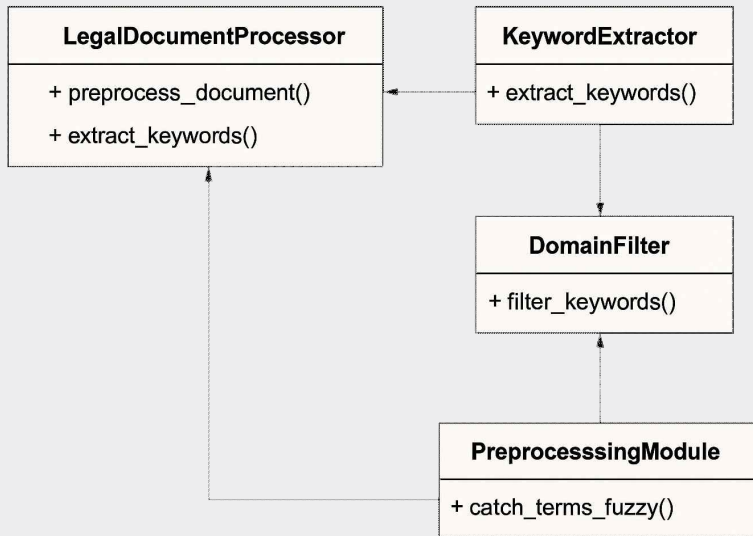 LegalDocumentProcessor
+ preprocess_document()
+ extract_keywords()
KeywordExtractor
+ extract_keywords()
DomainFilter
+ filter_keywords()
PreprocesssingModule
+ catch_terms_fuzzy()